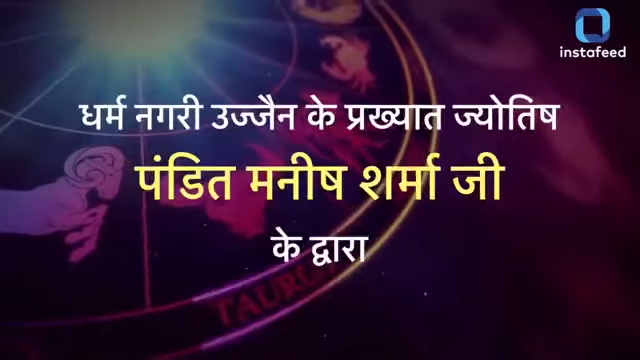 instafeed
धर्म नगरी उज्जैन के प्रख्यात ज्योतिष
पंडित मनीष शर्मा जी
के द्वारा
TAURUS